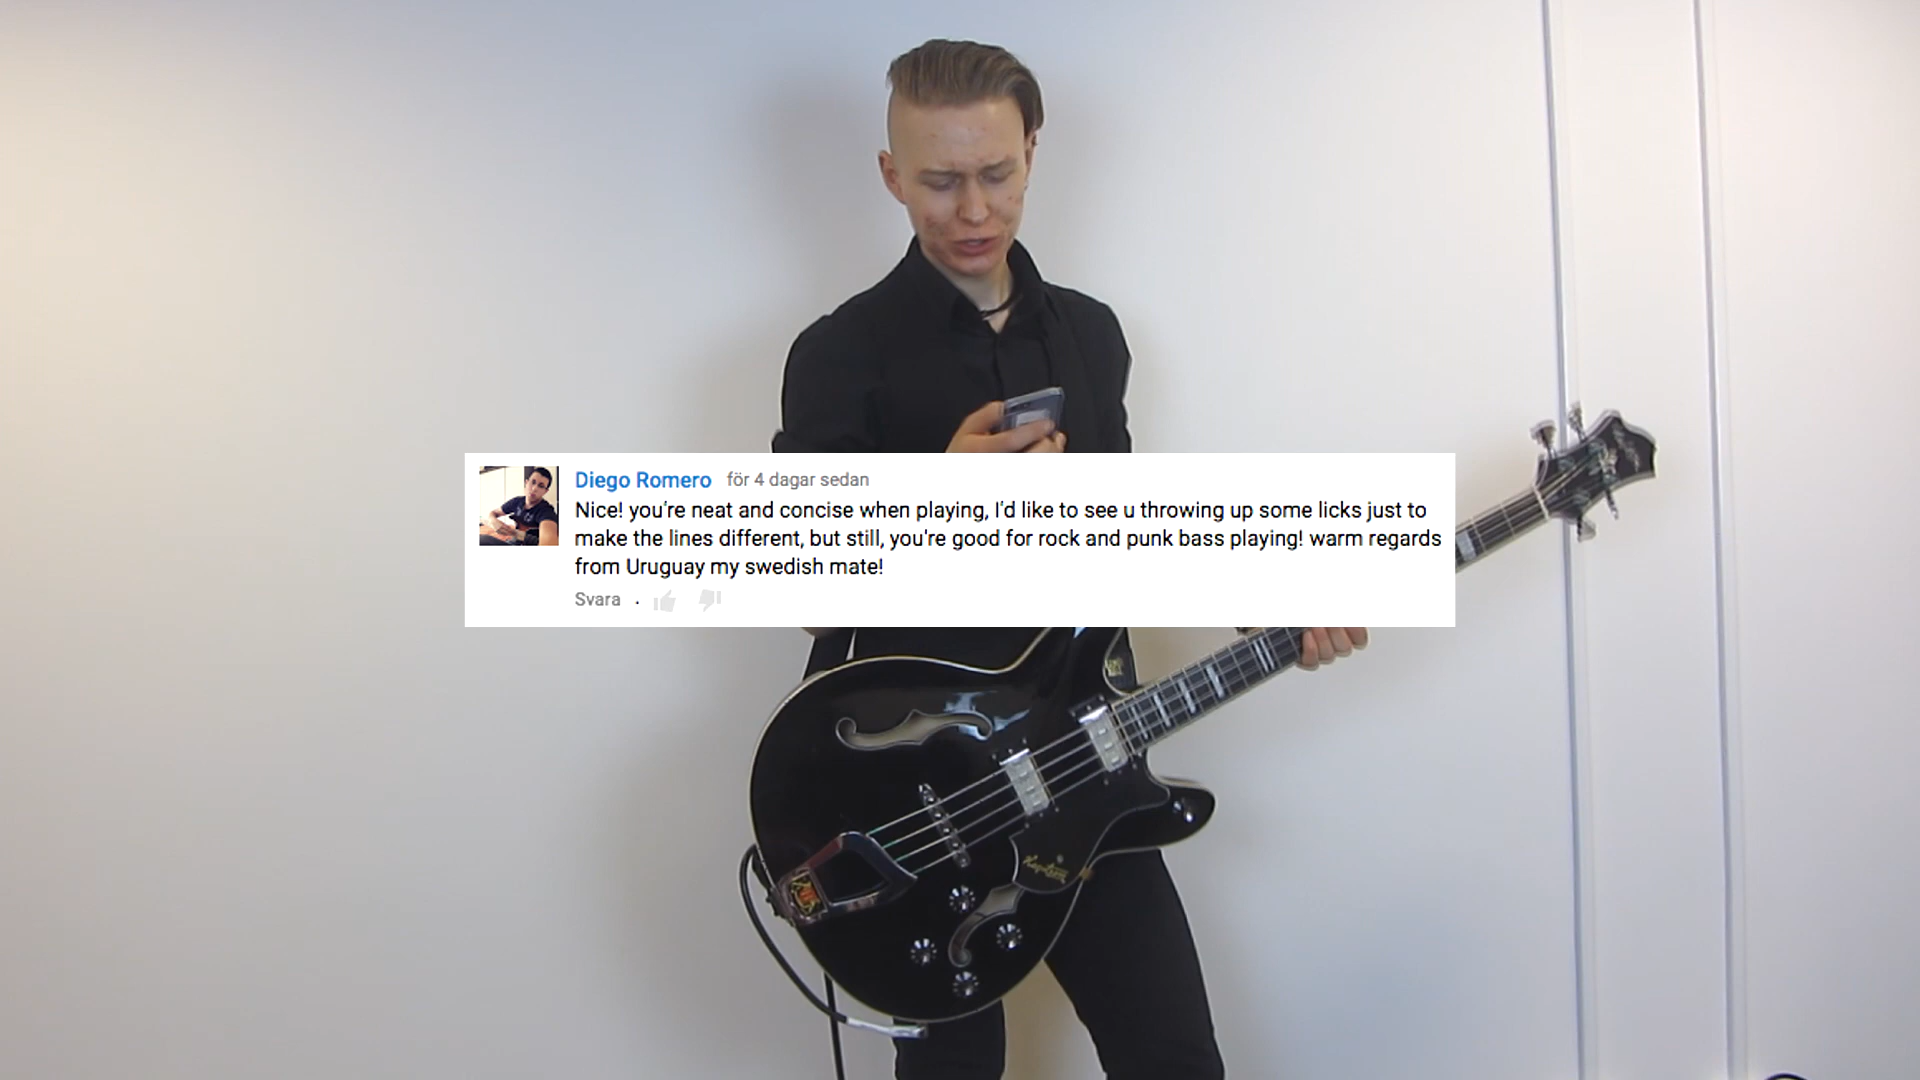 Diego Romero för 4 dagar sedan
Nice! you're neat and concise when playing, I'd like to see u throwing up some licks just to
make the lines different, but still, you're good for rock and punk bass playing! warm regards
from Uruguay my swedish mate!
Svara